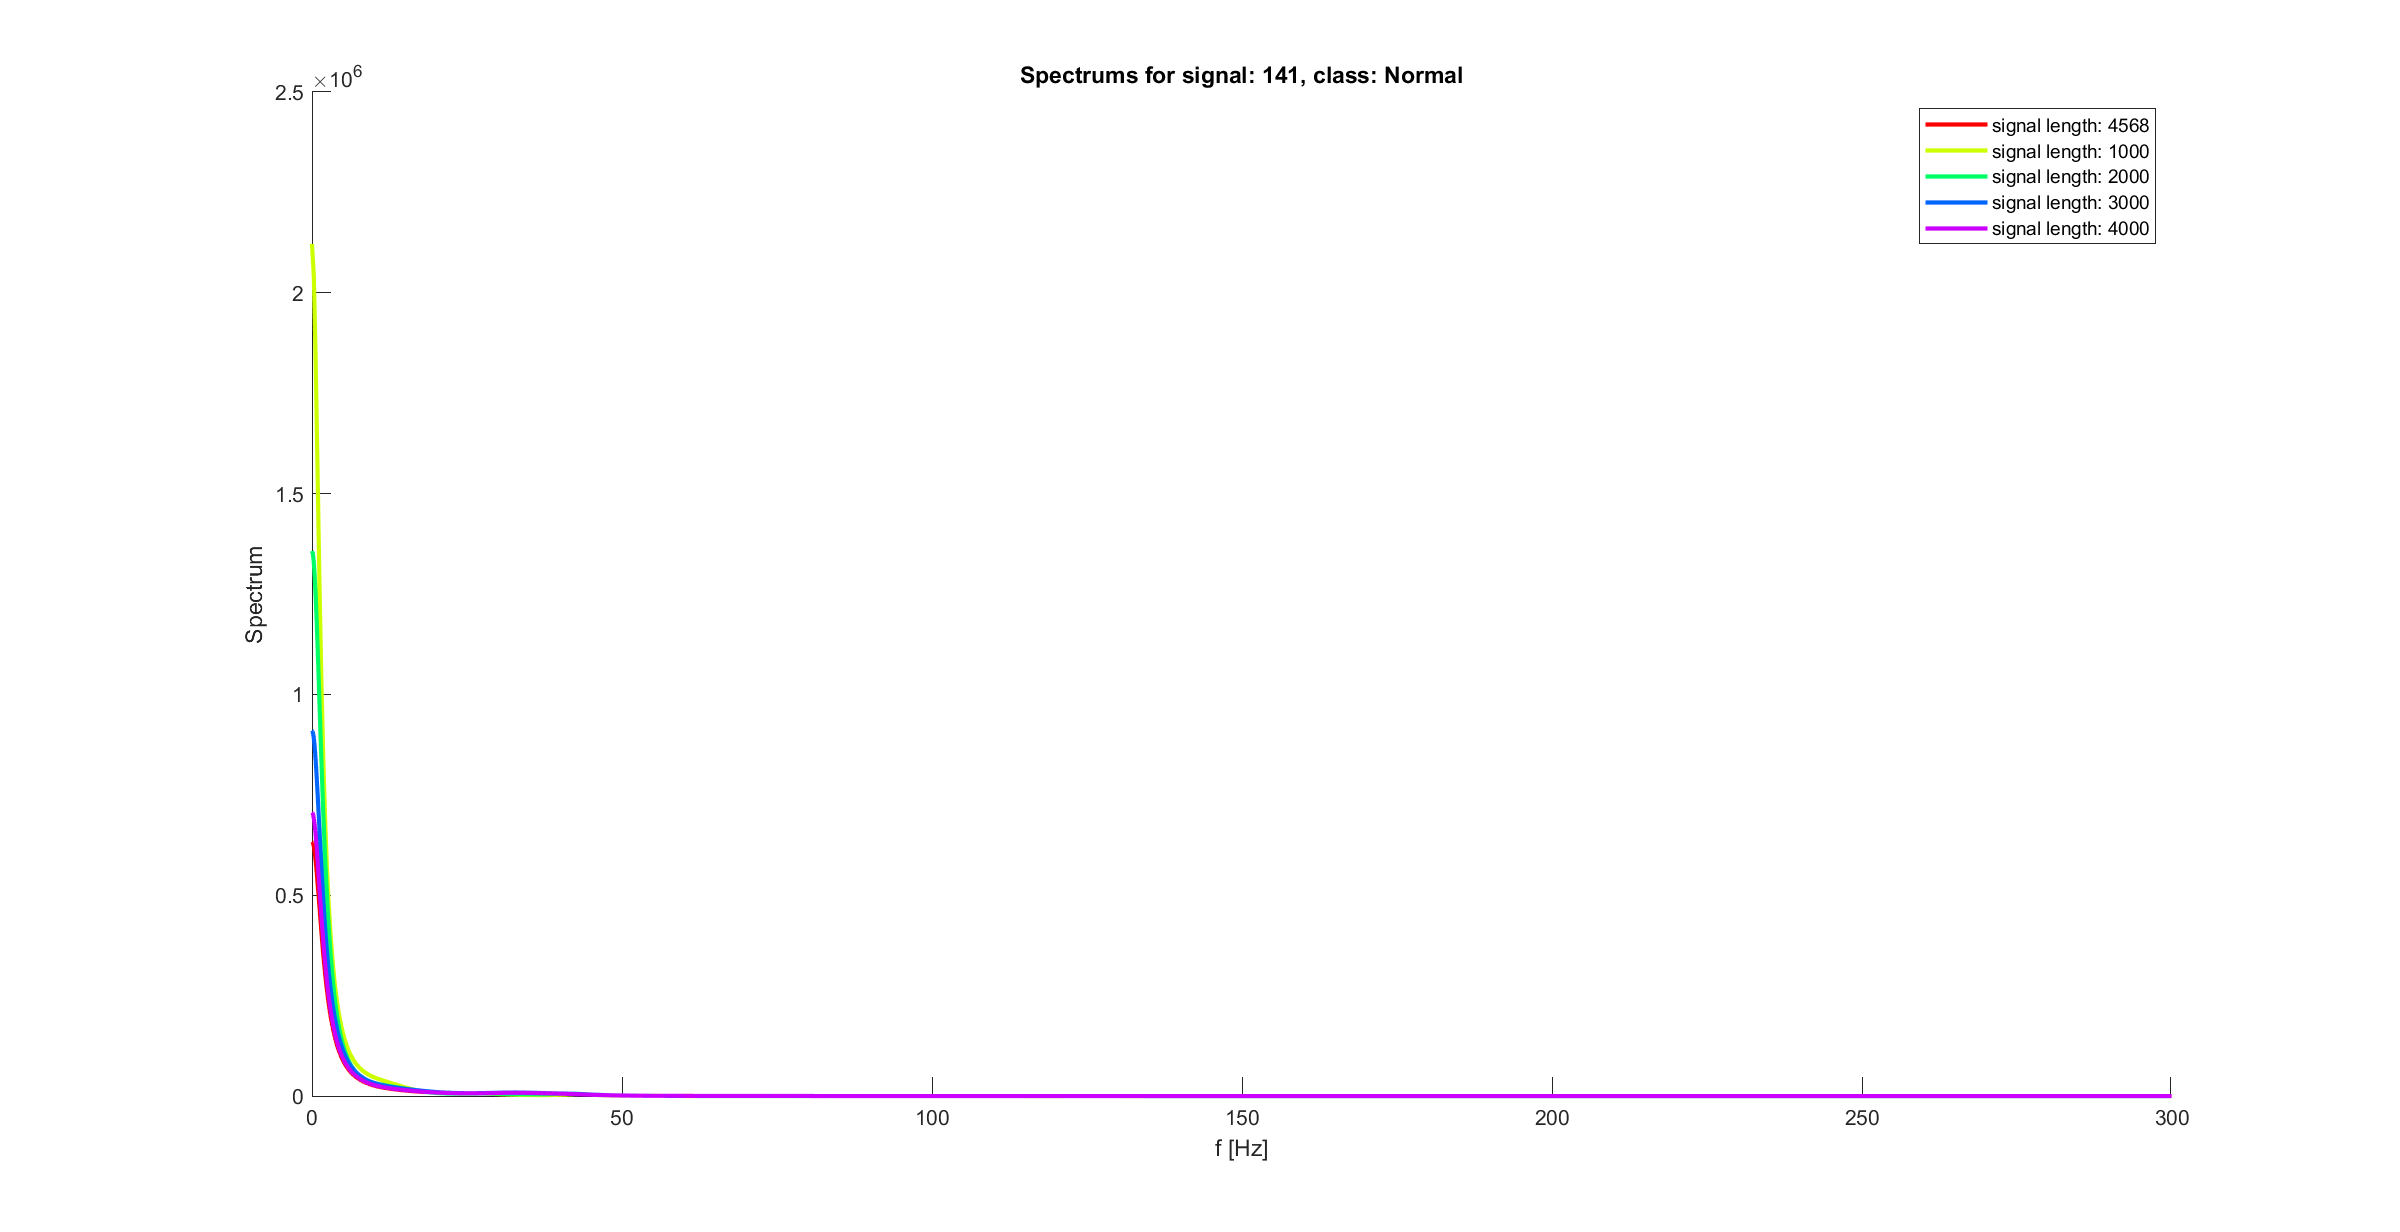 Spectrums for signal: 141, class: Normal
×10^6
2.5
2
1.5
1
0.5
0
Spectrum
signal length: 4568
signal length: 1000
signal length: 2000
signal length: 3000
signal length: 4000
0 50 100 150 200 250 300
f [Hz]